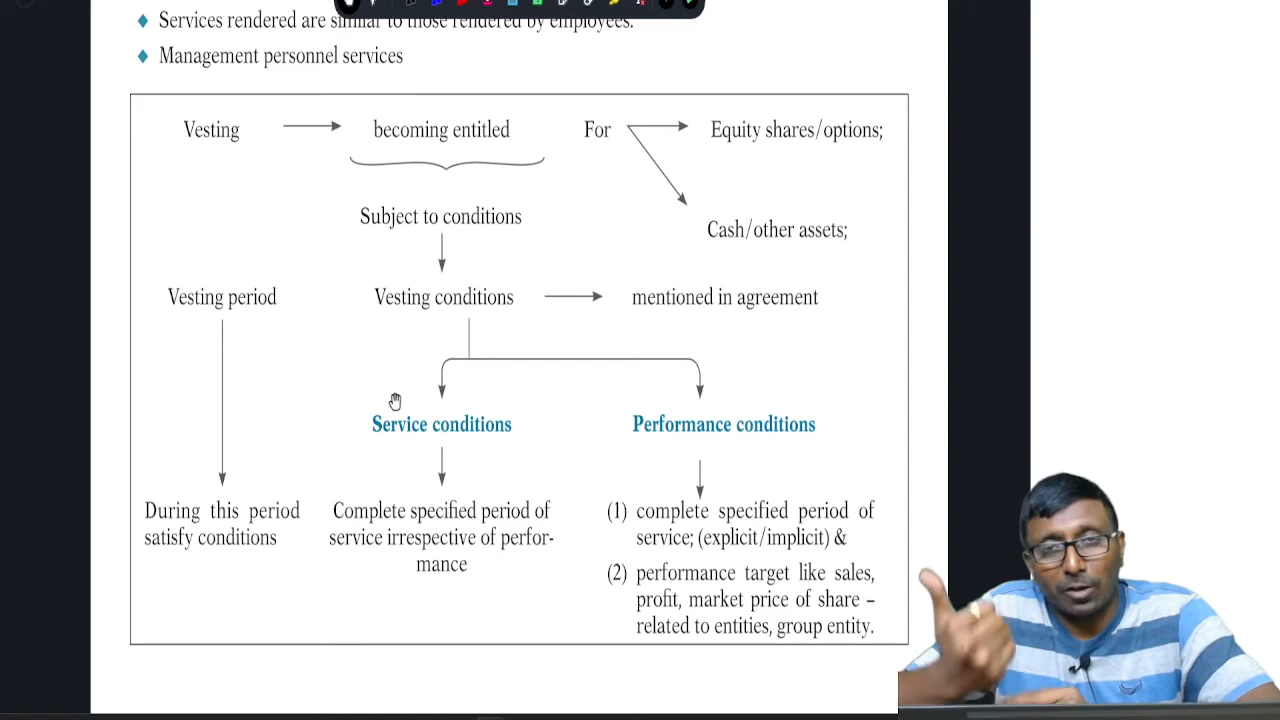 Services rendered are similar to those rendered by employees.
Management personnel services
Vesting becoming entitled For Equity shares/options;
Subject to conditions
Cash/other assets;
Vesting period Vesting conditions mentioned in agreement
Service conditions Performance conditions
During this period
satisfy conditions
Complete specified period of
service irrespective of perfor-
mance
(1) complete specified period of
service; (explicit/implicit) &
(2) performance target like sales,
profit, market price of share –
related to entities, group entity.